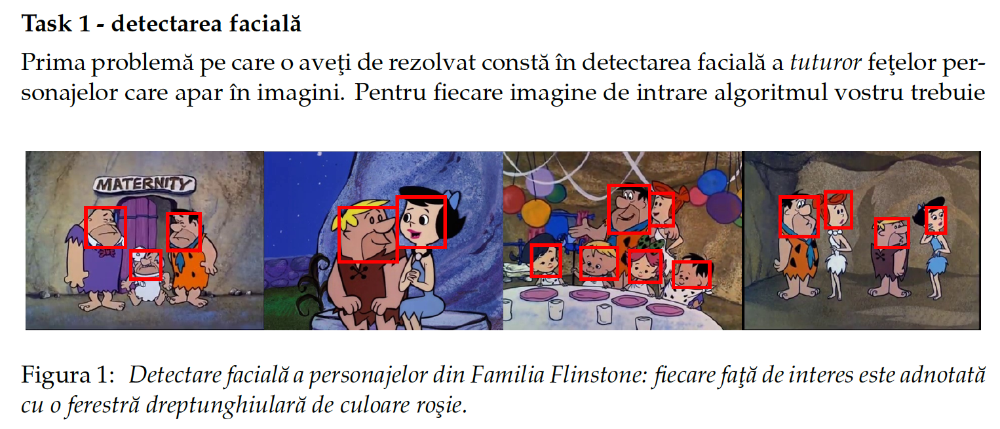 Task 1 - detectarea facială
Prima problemă pe care o aveţi de rezolvat constă în detectarea facială a tuturor feţelor per-
sonajelor care apar în imagini. Pentru fiecare imagine de intrare algoritmul vostru trebuie
MATERNITY
Figura 1: Detectare facială a personajelor din Familia Flinstone: fiecare faţă de interes este adnotată
cu o ferestră dreptunghiulară de culoare roşie.